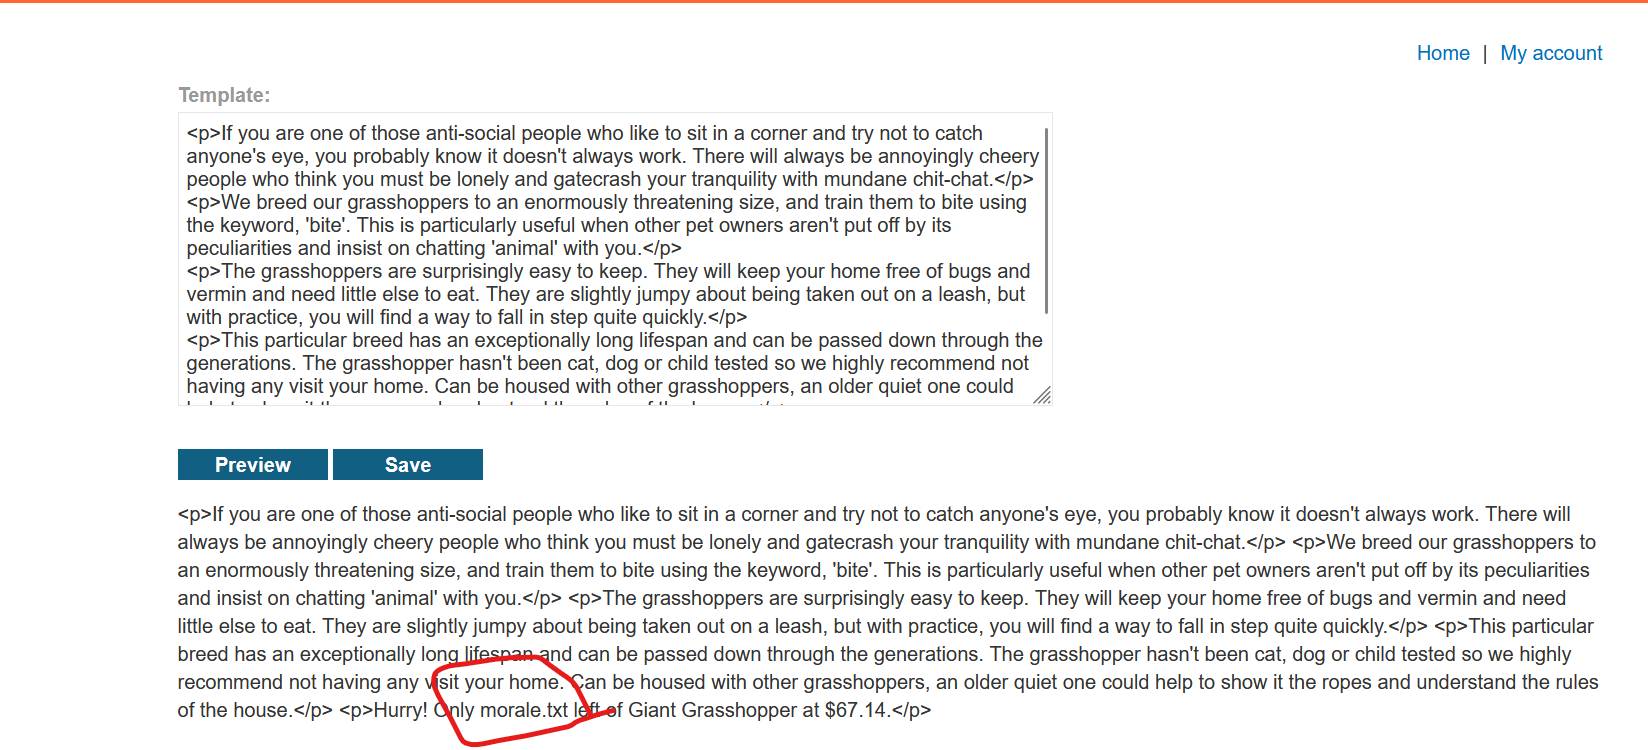 Home | My account
Template:
<p>If you are one of those anti-social people who like to sit in a corner and try not to catch
anyone's eye, you probably know it doesn't always work. There will always be annoyingly cheery
people who think you must be lonely and gatecrash your tranquility with mundane chit-chat.</p>
<p>We breed our grasshoppers to an enormously threatening size, and train them to bite using
the keyword, 'bite'. This is particularly useful when other pet owners aren't put off by its
peculiarities and insist on chatting 'animal' with you.</p>
<p>The grasshoppers are surprisingly easy to keep. They will keep your home free of bugs and
vermin and need little else to eat. They are slightly jumpy about being taken out on a leash, but
with practice, you will find a way to fall in step quite quickly.</p>
<p>This particular breed has an exceptionally long lifespan and can be passed down through the
generations. The grasshopper hasn't been cat, dog or child tested so we highly recommend not
having any visit your home. Can be housed with other grasshoppers, an older quiet one could
Preview Save
<p>If you are one of those anti-social people who like to sit in a corner and try not to catch anyone's eye, you probably know it doesn't always work. There will
always be annoyingly cheery people who think you must be lonely and gatecrash your tranquility with mundane chit-chat.</p> <p>We breed our grasshoppers to
an enormously threatening size, and train them to bite using the keyword, 'bite'. This is particularly useful when other pet owners aren't put off by its peculiarities
and insist on chatting 'animal' with you.</p> <p>The grasshoppers are surprisingly easy to keep. They will keep your home free of bugs and vermin and need
little else to eat. They are slightly jumpy about being taken out on a leash, but with practice, you will find a way to fall in step quite quickly.</p> <p>This particular
breed has an exceptionally long lifespan and can be passed down through the generations. The grasshopper hasn't been cat, dog or child tested so we highly
recommend not having any visit your home. Can be housed with other grasshoppers, an older quiet one could help to show it the ropes and understand the rules
of the house.</p> <p>Hurry! Only morale.txt left of Giant Grasshopper at $67.14.</p>